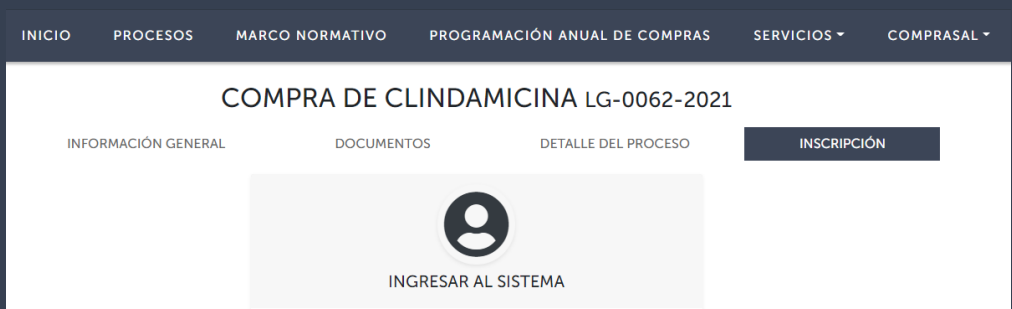 INICIO PROCESOS MARCO NORMATIVO PROGRAMACIÓN ANUAL DE COMPRAS SERVICIOS COMPRASAL
COMPRA DE CLINDAMICINA LG-0062-2021
INFORMACIÓN GENERAL DOCUMENTOS DETALLE DEL PROCESO INSCRIPCIÓN
INGRESAR AL SISTEMA